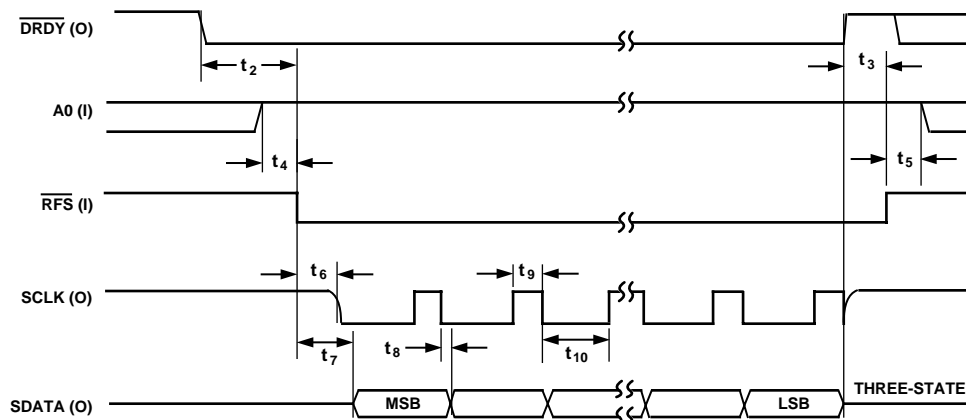 DRDY (O)
t2
t3
A0 (I)
t4
t5
RFS (I)
t6
t9
SCLK (O)
t7
t8
t10
THREE-STATE
SDATA (O)
MSB
LSB